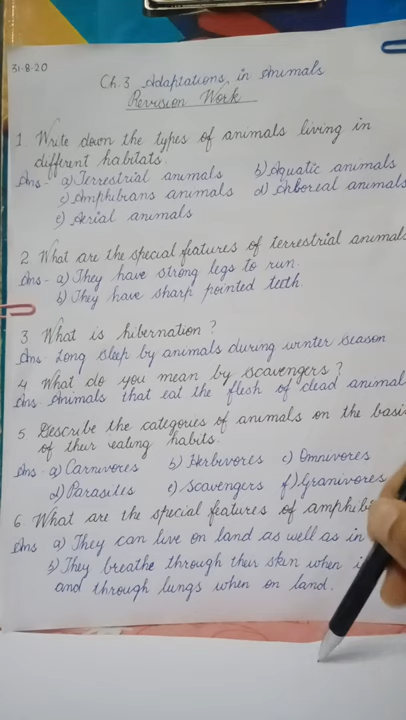 31-8-20
Ch. 3 Adaptations in Animals
Revision Work
1 Write down the types of animals living in
different habitats.
Ans- a) Terrestrial animals b) Aquatic animals
c) Amphibians animals d) Arboreal animals
e) Aerial animals
2. What are the special features of terrestrial animals
Ans- a) They have strong legs to run.
b) They have sharp pointed teeth.
3 What is hibernation?
Ans Long sleep by animals during winter season
4 What do you mean by scavengers?
Ans. Animals that eat the flesh of dead animal
5 Describe the categories of animals on the basi
of their eating habits.
Ans a) Carnivores b) Herbivores c) Omnivores
d) Parasites e) Scavengers f) Granivores
6. What are the special features of amphibi
Ans a) They can live on land as well as in
b) They breathe through their skin when i
and through lungs when on land.